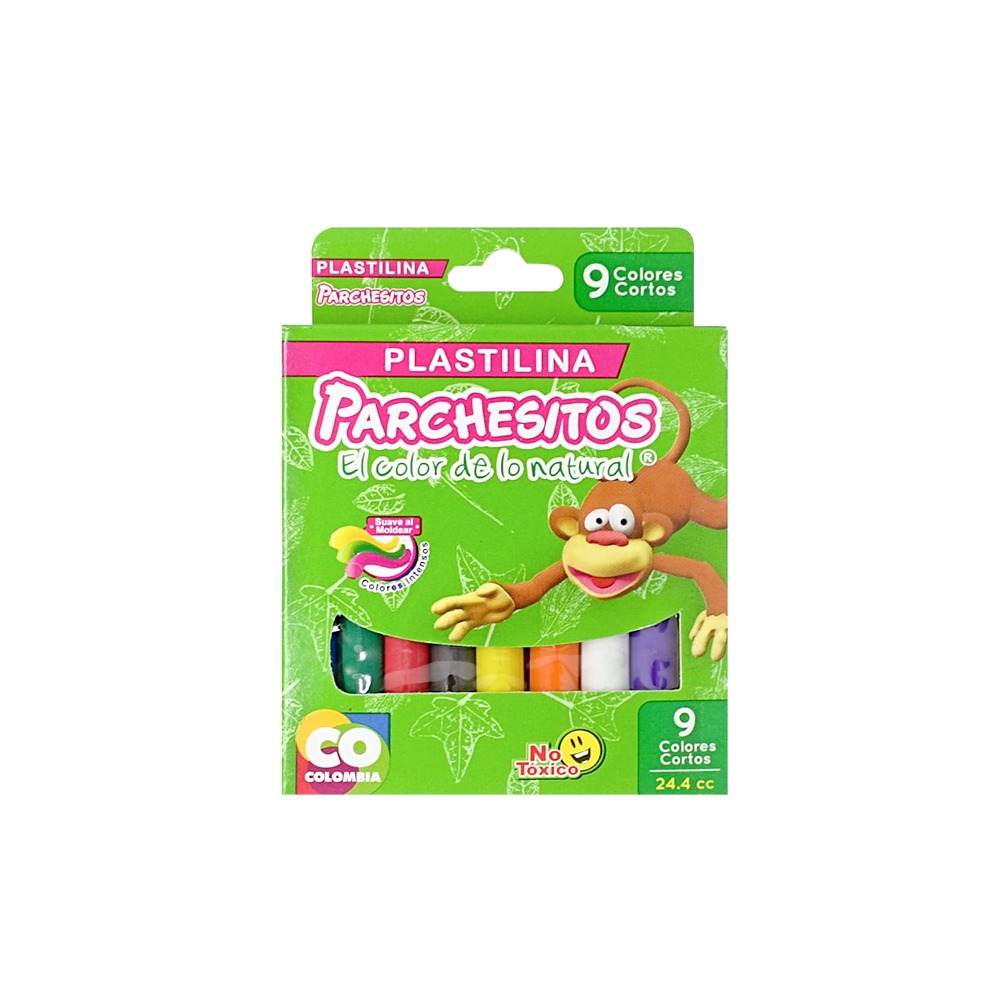 PLASTILINA
PARCHESITOS
9 Colores
Cortos
PLASTILINA
PARCHESITOS
El color de lo natural ®
Suave al
Moldear
Colores Intensos
CO
COLOMBIA
No
Tóxico
9
Colores
Cortos
24.4 cc